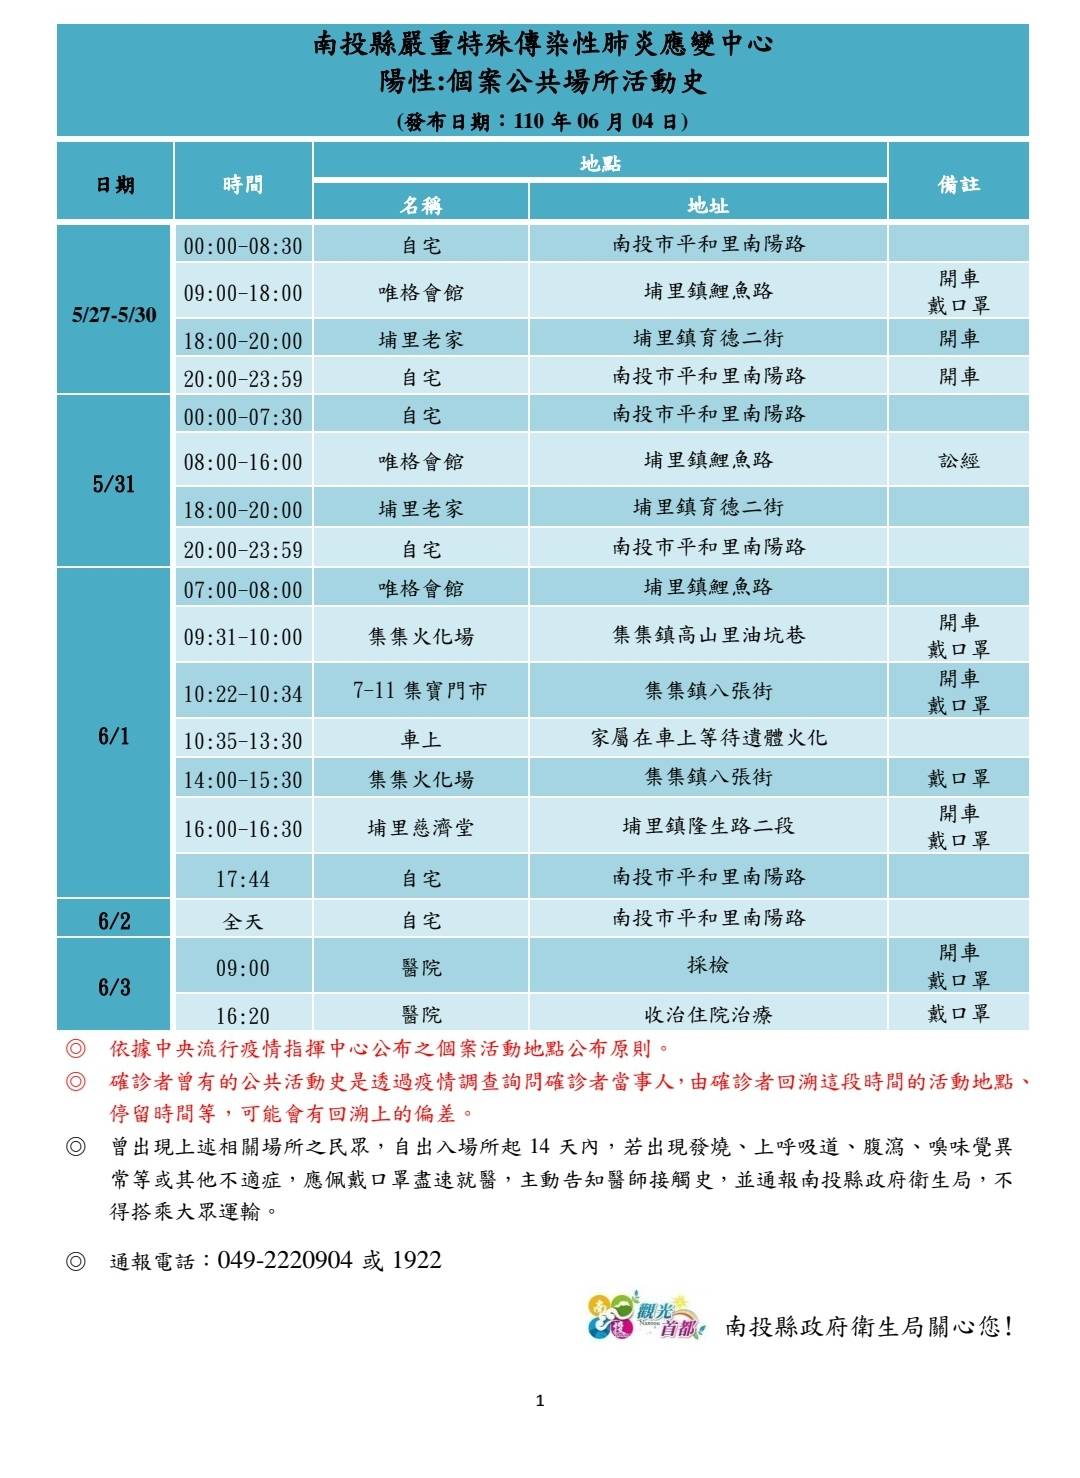 南投縣嚴重特殊傳染性肺炎應變中心
陽性:個案公共場所活動史
(發布日期：110 年 06 月 04 日)
日期 時間 地點 備註
名稱 地址
5/27-5/30
00:00-08:30 自宅 南投市平和里南陽路
09:00-18:00 唯格會館 埔里鎮鯉魚路 開車
戴口罩
18:00-20:00 埔里老家 埔里鎮育德二街 開車
20:00-23:59 自宅 南投市平和里南陽路 開車
5/31
00:00-07:30 自宅 南投市平和里南陽路
08:00-16:00 唯格會館 埔里鎮鯉魚路 訟經
18:00-20:00 埔里老家 埔里鎮育德二街
20:00-23:59 自宅 南投市平和里南陽路
6/1
07:00-08:00 唯格會館 埔里鎮鯉魚路
09:31-10:00 集集火化場 集集鎮高山里油坑巷 開車
戴口罩
10:22-10:34 7-11 集寶門市 集集鎮八張街 開車
戴口罩
10:35-13:30 車上 家屬在車上等待遺體火化
14:00-15:30 集集火化場 集集鎮八張街 戴口罩
16:00-16:30 埔里慈濟堂 埔里鎮隆生路二段 開車
戴口罩
17:44 自宅 南投市平和里南陽路
6/2 全天 自宅 南投市平和里南陽路
6/3
09:00 醫院 採檢 開車
戴口罩
16:20 醫院 收治住院治療 戴口罩
◎ 依據中央流行疫情指揮中心公布之個案活動地點公布原則。
◎ 確診者曾有的公共活動史是透過疫情調查詢問確診者當事人，由確診者回溯這段時間的活動地點、
停留時間等，可能會有回溯上的偏差。
◎ 曾出現上述相關場所之民眾，自出入場所起 14 天內，若出現發燒、上呼吸道、腹瀉、嗅味覺異
常等或其他不適症，應佩戴口罩盡速就醫，主動告知醫師接觸史，並通報南投縣政府衛生局，不
得搭乘大眾運輸。
◎ 通報電話：049-2220904 或 1922
南投 觀光
Nantou 首都
南投縣政府衛生局關心您!
1